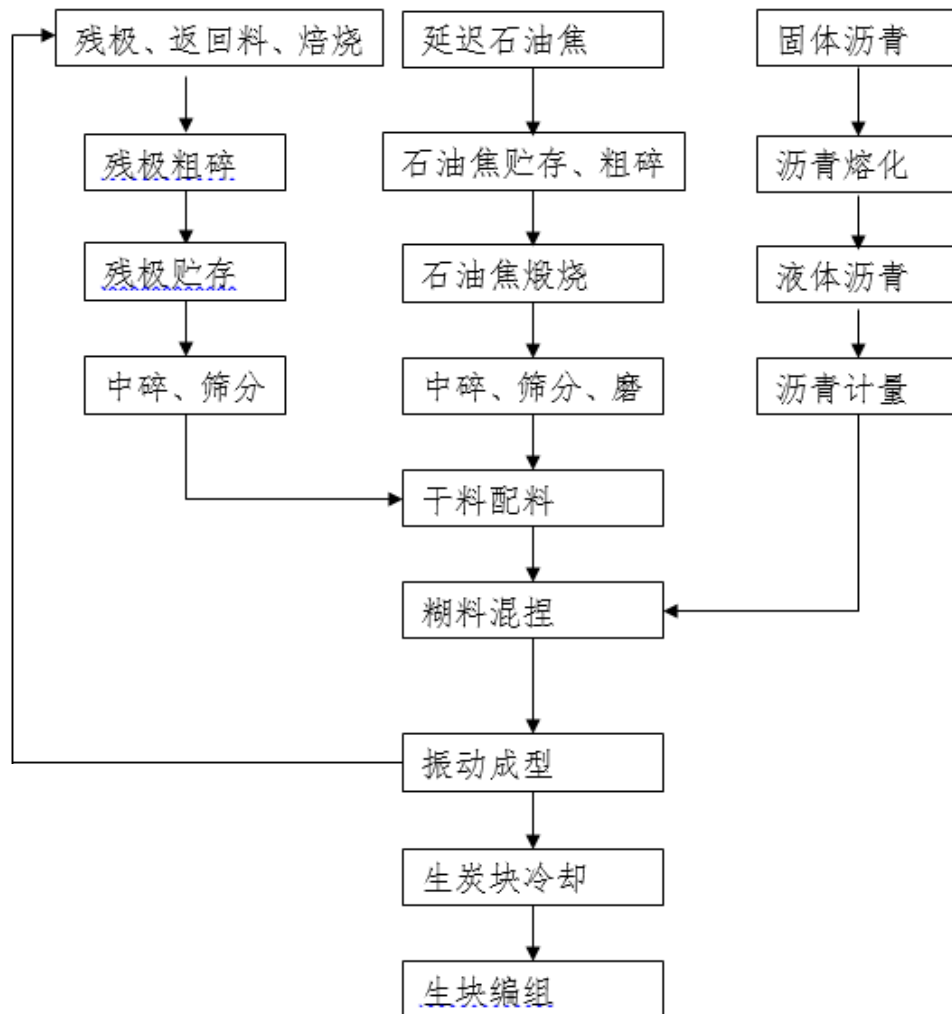 残极、返回料、焙烧
延迟石油焦
固体沥青
残极粗碎
石油焦贮存、粗碎
沥青熔化
残极贮存
石油焦煅烧
液体沥青
中碎、筛分
中碎、筛分、磨
沥青计量
干料配料
糊料混捏
振动成型
生炭块冷却
生块编组